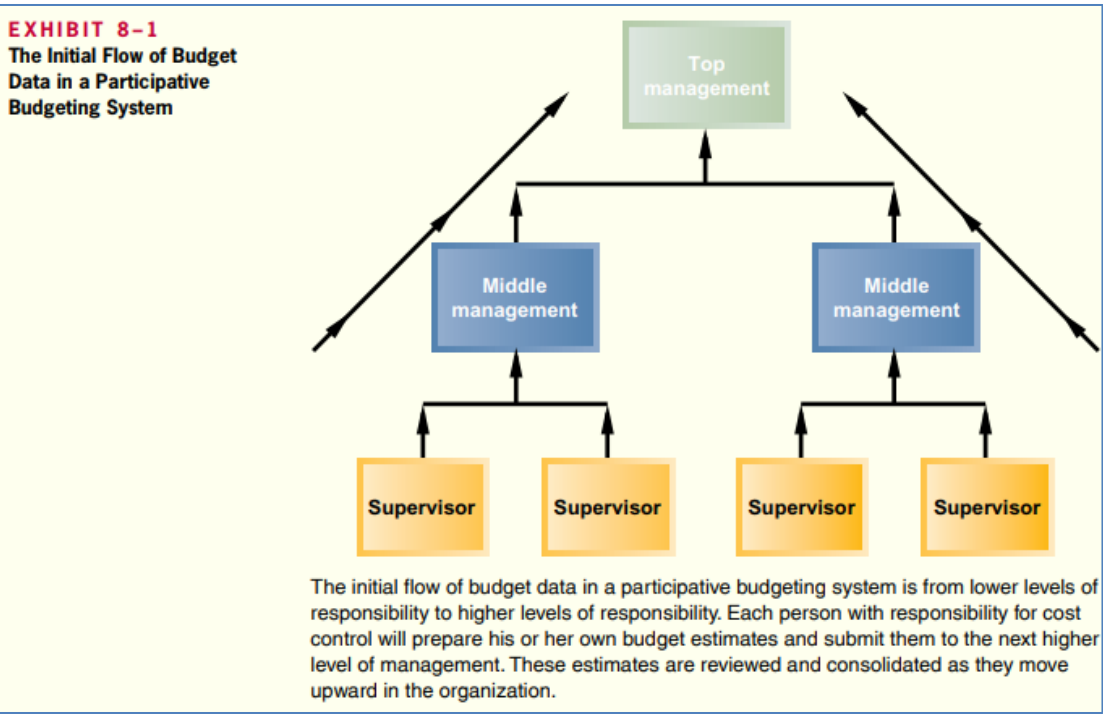 EXHIBIT 8–1
The Initial Flow of Budget
Data in a Participative
Budgeting System
Top
management
Middle
management
Middle
management
Supervisor
Supervisor
Supervisor
Supervisor
The initial flow of budget data in a participative budgeting system is from lower levels of
responsibility to higher levels of responsibility. Each person with responsibility for cost
control will prepare his or her own budget estimates and submit them to the next higher
level of management. These estimates are reviewed and consolidated as they move
upward in the organization.